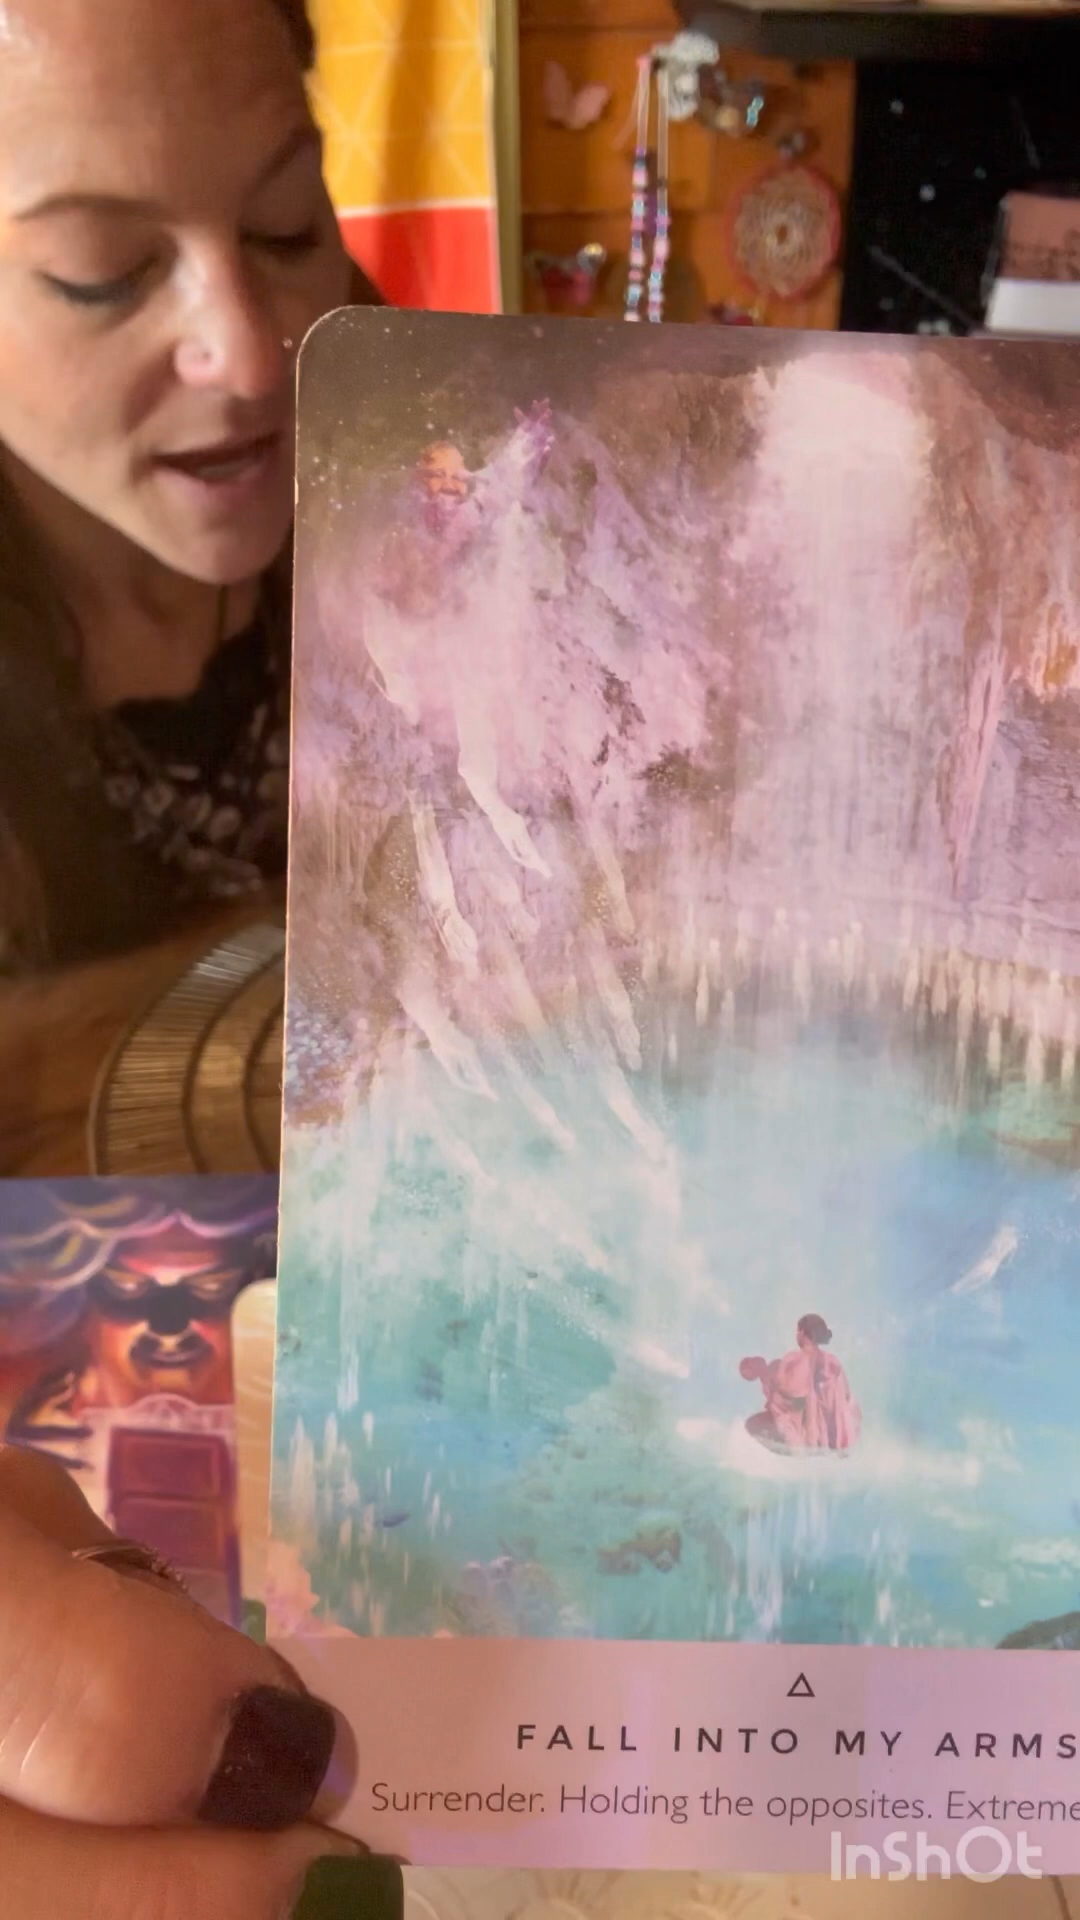 FALL INTO MY ARMS
Surrender. Holding the opposites. Extreme
InShOt